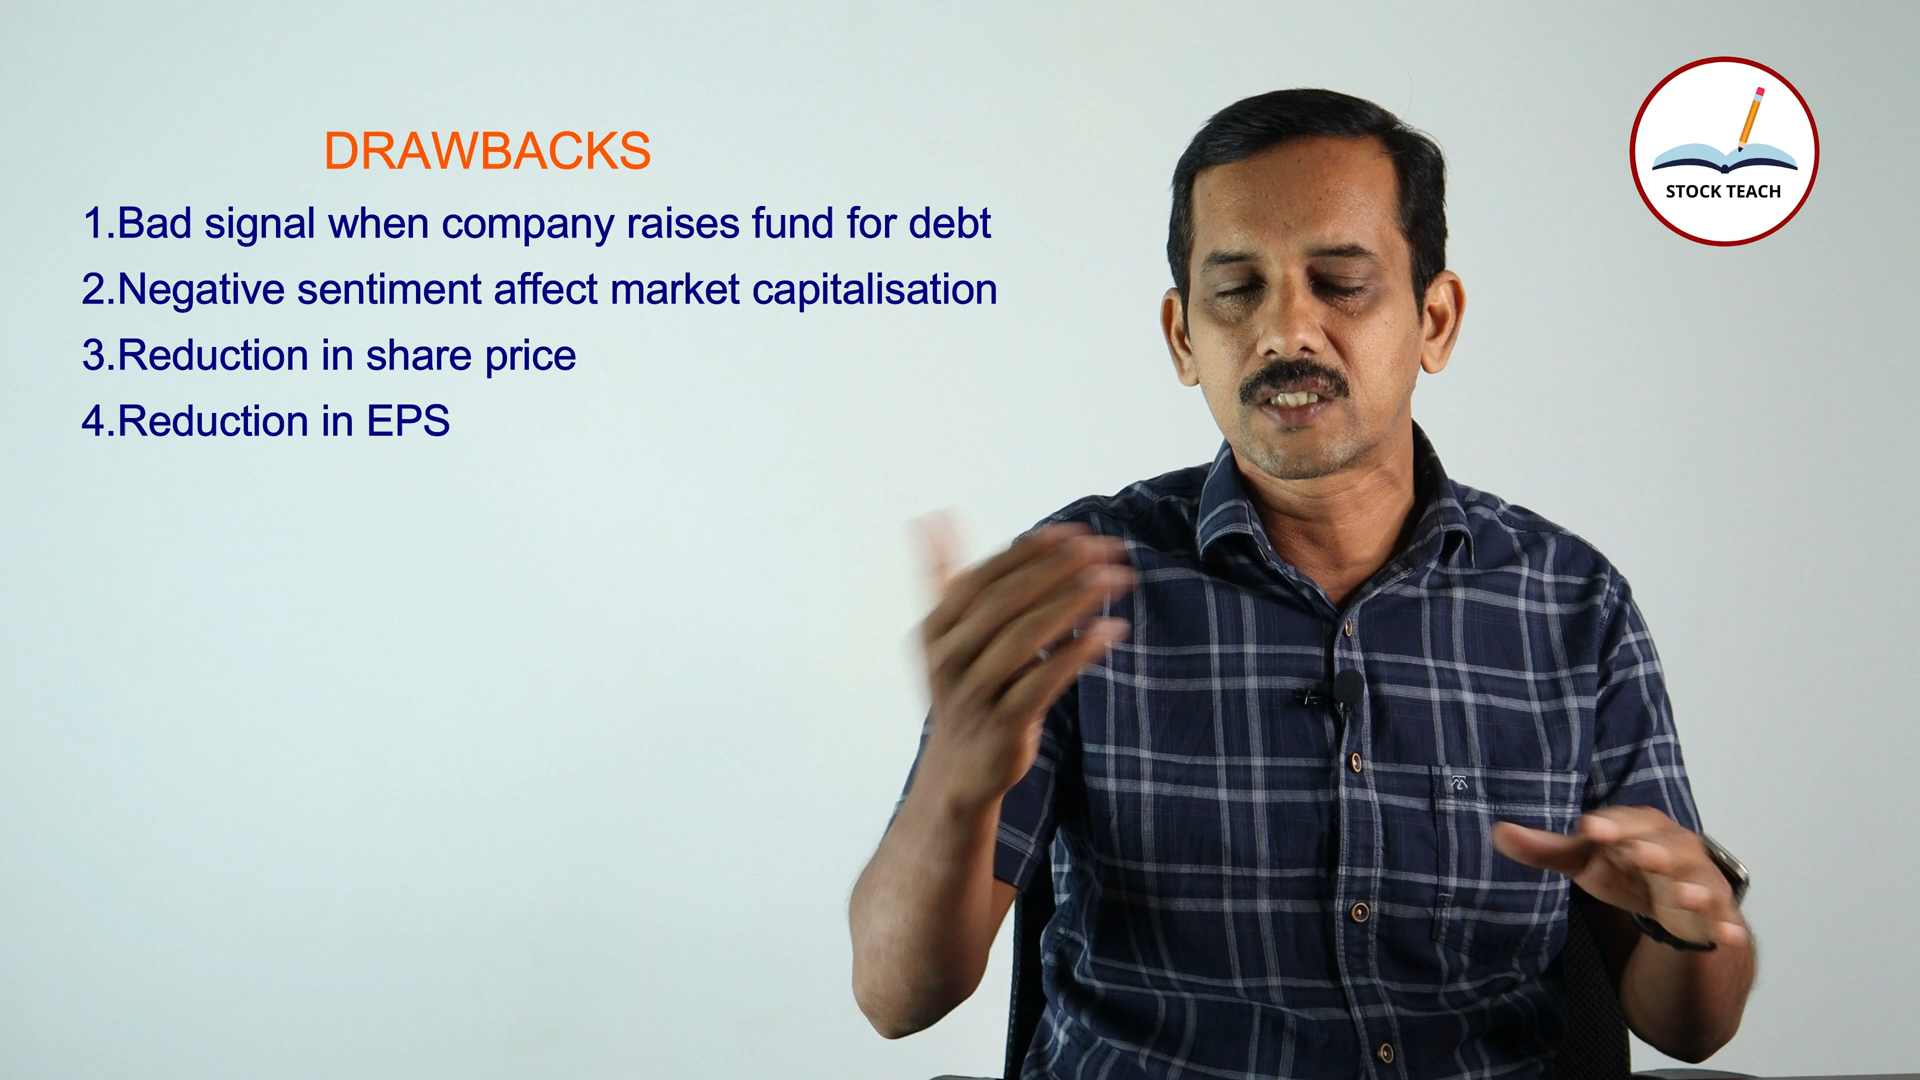 DRAWBACKS
1.Bad signal when company raises fund for debt
2.Negative sentiment affect market capitalisation
3.Reduction in share price
4.Reduction in EPS
STOCK TEACH